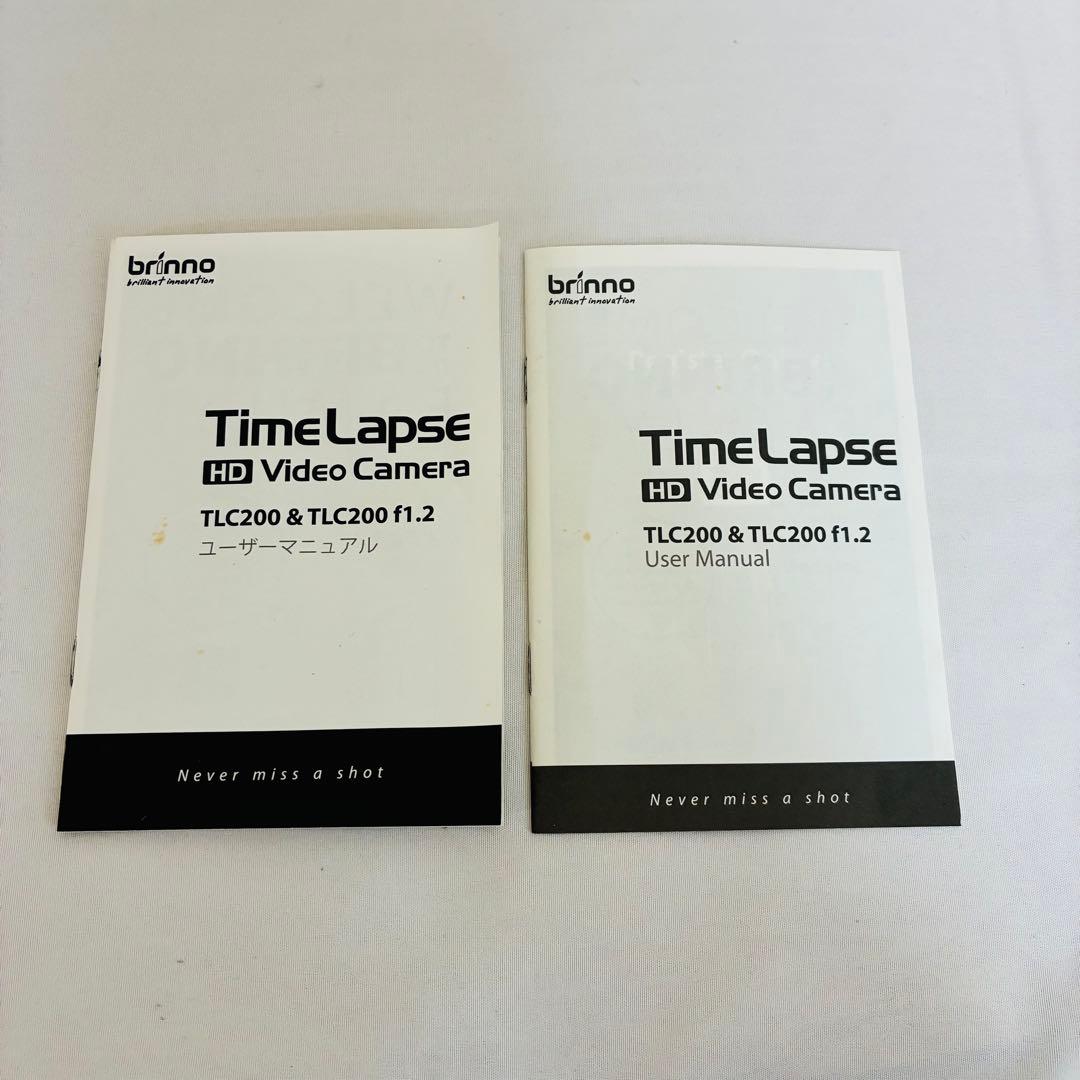 brinno
brilliant innovation
TimeLapse
HD Video Camera
TLC200 & TLC200 f1.2
ユーザーマニュアル
Never miss a shot
brinno
brilliant innovation
TimeLapse
HD Video Camera
TLC200 & TLC200 f1.2
User Manual
Never miss a shot